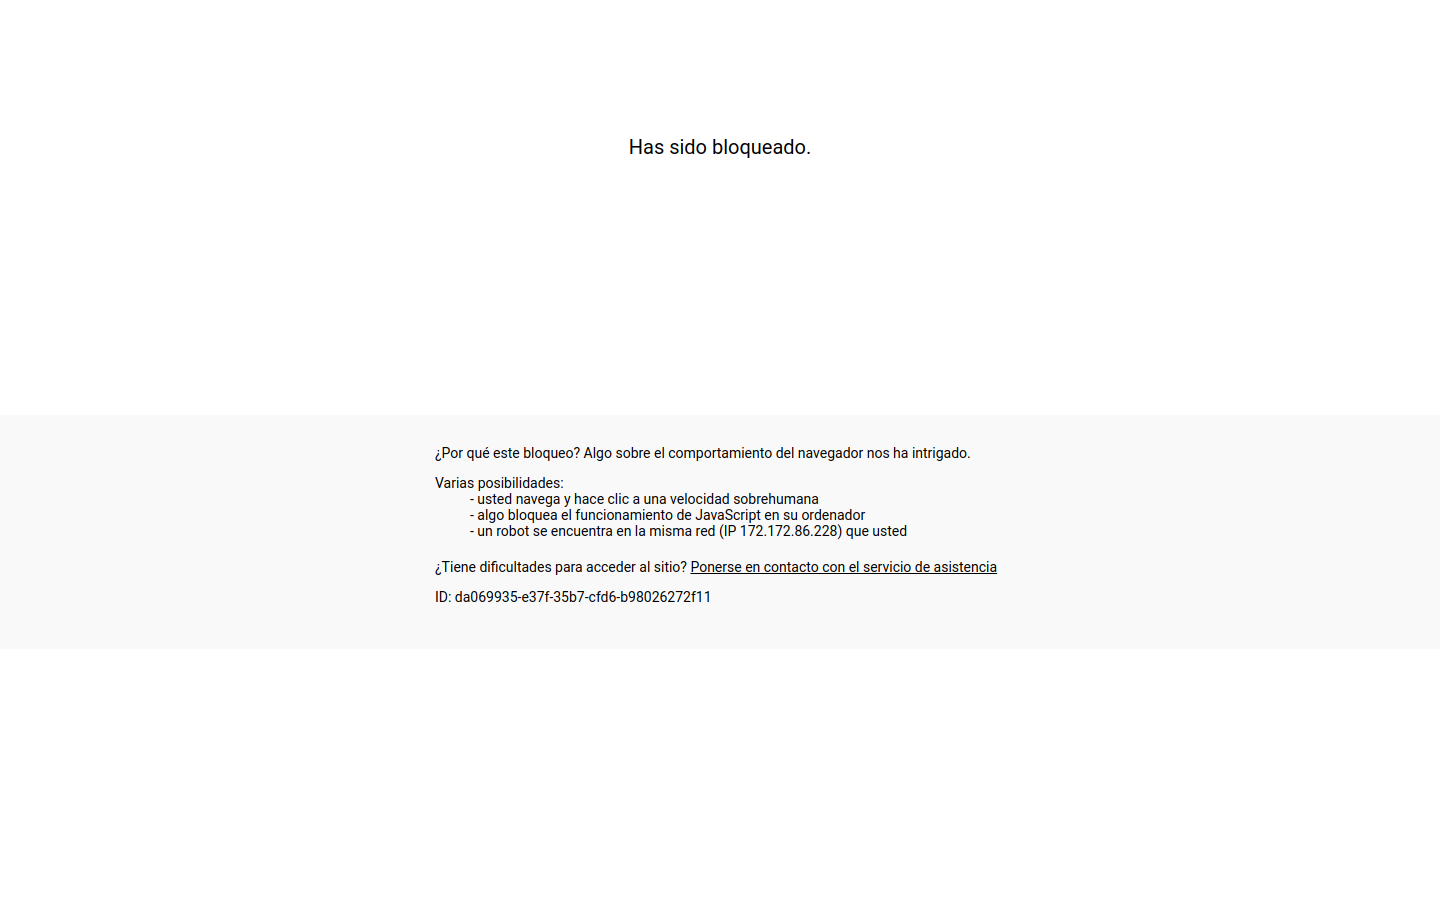 Has sido bloqueado.
¿Por qué este bloqueo? Algo sobre el comportamiento del navegador nos ha intrigado.
Varias posibilidades:
- usted navega y hace clic a una velocidad sobrehumana
- algo bloquea el funcionamiento de JavaScript en su ordenador
- un robot se encuentra en la misma red (IP 172.172.86.228) que usted
¿Tiene dificultades para acceder al sitio? Ponerse en contacto con el servicio de asistencia
ID: da069935-e37f-35b7-cfd6-b98026272f11